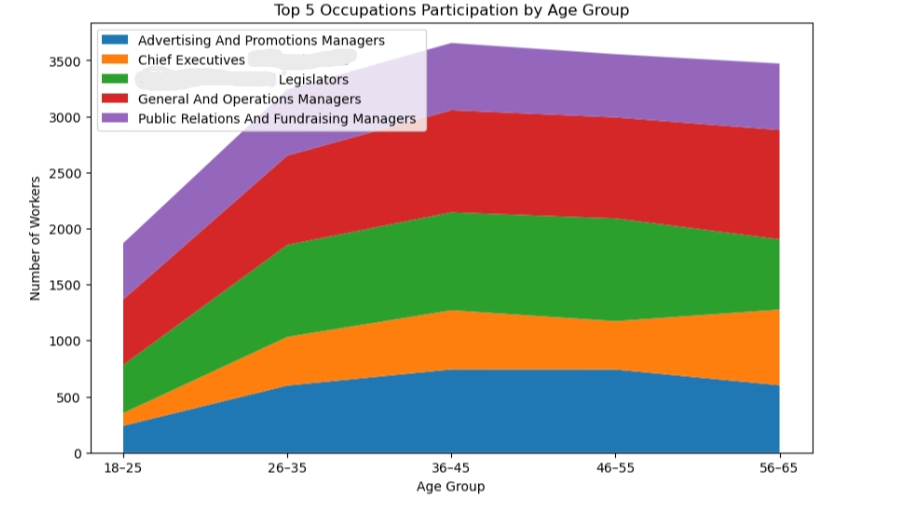 Top 5 Occupations Participation by Age Group
Advertising And Promotions Managers
Chief Executives
Legislators
General And Operations Managers
Public Relations And Fundraising Managers
Number of Workers
3500
3000
2500
2000
1500
1000
500
0
18–25 26–35 36–45 46–55 56–65
Age Group